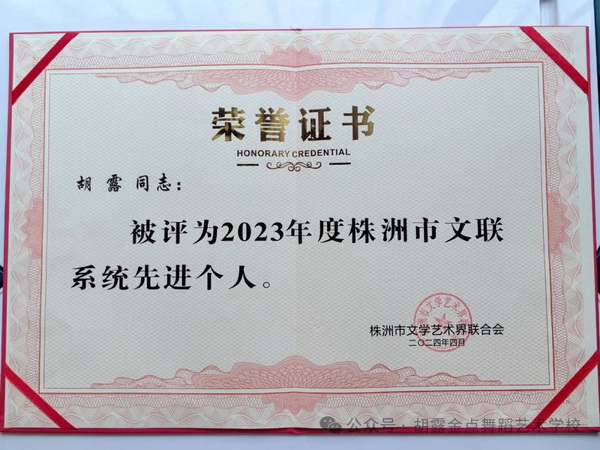 荣誉证书
HONORARY CREDENTIAL
胡露同志：
被评为2023年度株洲市文联
系统先进个人。
株洲市文学艺术界联合会
二〇二四年四月
公众号·胡露金点舞蹈艺术学校